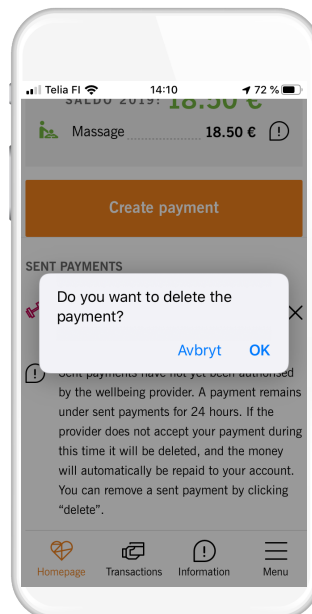 Telia FI 14:10 72 %
SALDO 2019: 18.50 €
Massage 18.50 €
Create payment
SENT PAYMENTS
Do you want to delete the
payment?
Avbryt OK
Sent payments have not yet been authorised
by the wellbeing provider. A payment remains
under sent payments for 24 hours. If the
provider does not accept your payment during
this time it will be deleted, and the money
will automatically be repaid to your account.
You can remove a sent payment by clicking
“delete”.
Homepage Transactions Information Menu